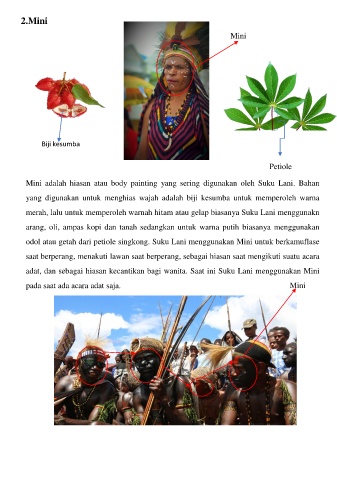 2.Mini
Mini
Biji kesumba
Petiole
Mini adalah hiasan atau body painting yang sering digunakan oleh Suku Lani. Bahan
yang digunakan untuk menghias wajah adalah biji kesumba untuk memperoleh warna
merah, lalu untuk memperoleh warnah hitam atau gelap biasanya Suku Lani menggunakn
arang, oli, ampas kopi dan tanah sedangkan untuk warna putih biasanya menggunakan
odol atau getah dari petiole singkong. Suku Lani menggunakan Mini untuk berkamuflase
saat berperang, menakuti lawan saat berperang, sebagai hiasan saat mengikuti suatu acara
adat, dan sebagai hiasan kecantikan bagi wanita. Saat ini Suku Lani menggunakan Mini
pada saat ada acara adat saja.
Mini